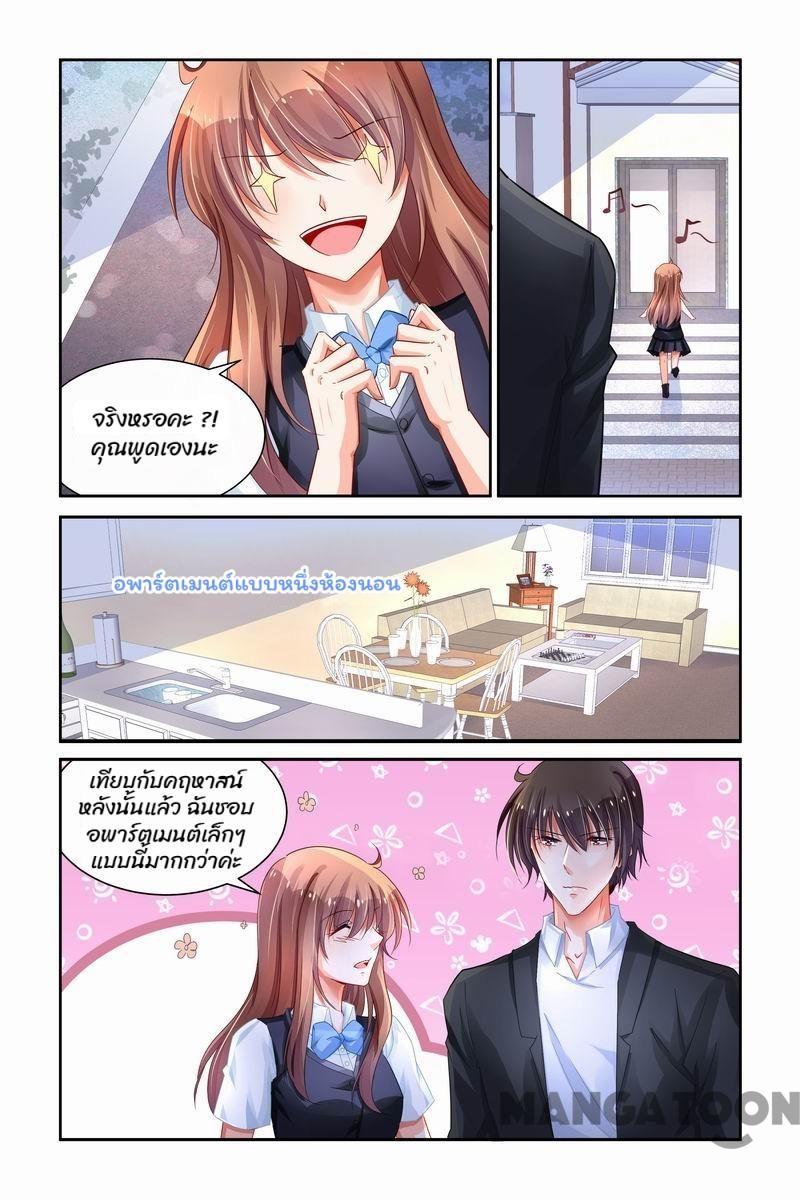 จริงหรอคะ ?!
คุณพูดเองนะ
อพาร์ตเมนต์แบบหนึ่งห้องนอน
เทียบกับคฤหาสน์
หลังนั้นแล้ว ฉันชอบ
อพาร์ตเมนต์เล็กๆ
แบบนี้มากกว่าค่ะ
MANGATOON